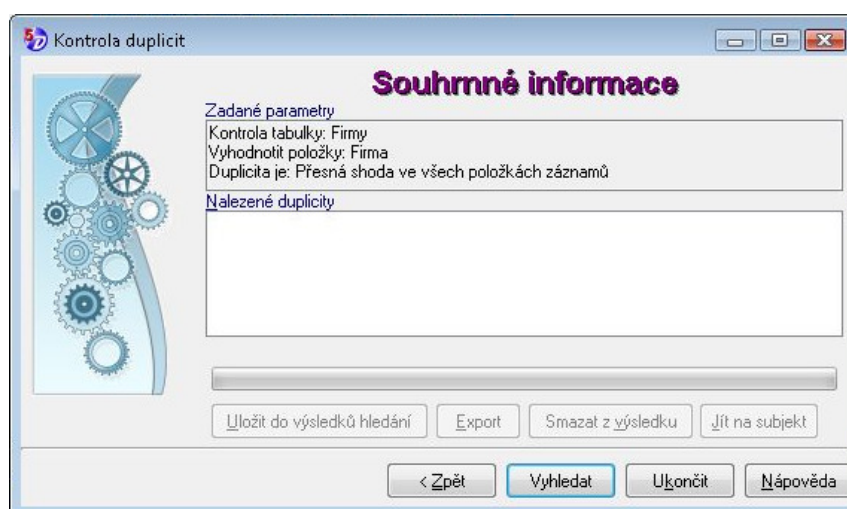 Kontrola duplicit
Souhrnné informace
Zadané parametry
Kontrola tabulky: Firmy
Vyhodnotit položky: Firma
Duplicita je: Přesná shoda ve všech položkách záznamů
Nalezené duplicity
Uložit do výsledků hledání Export Smazat z výsledku Jít na subjekt
< Zpět Vyhledat Ukončit Nápověda